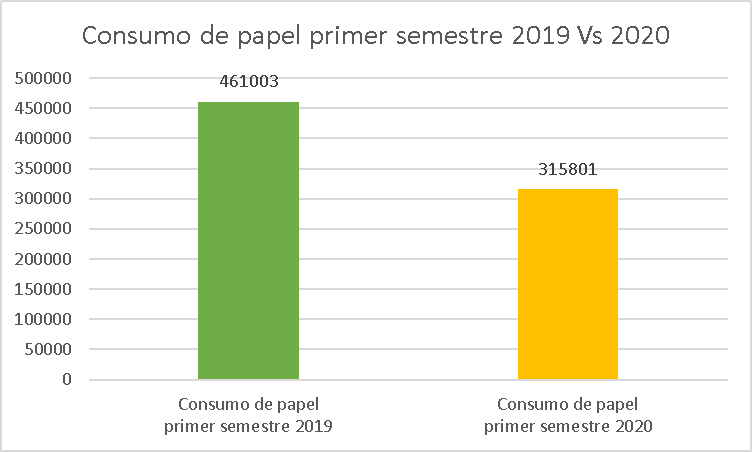 Consumo de papel primer semestre 2019 Vs 2020
500000
450000
400000
350000
300000
250000
200000
150000
100000
50000
0
461003
315801
Consumo de papel
primer semestre 2019
Consumo de papel
primer semestre 2020